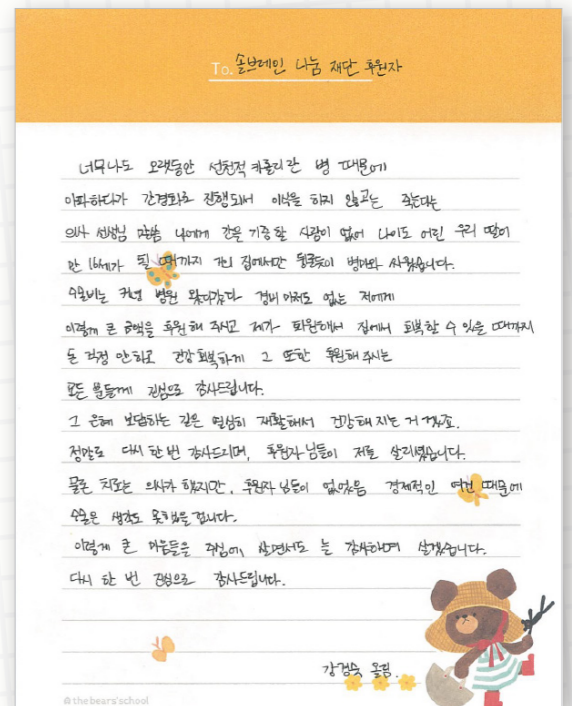 To. 솔브레인 나눔 재단 후원자
너무나도 오랫동안 선천적 카롤리란 병 때문에
아파하다가 간경화로 진행되서 이식을 하지 않고는 죽는다는
의사 선생님 말씀 나에게 간을 기증할 사람이 없어 나이도 어린 우리 딸이
만 16세가 될 때까지 거의 집에서만 병마와 싸웠습니다.
수술비는 커녕 병원 왔다갔다 경비 마저도 없는 저에게
이렇게 큰 금액을 후원해 주시고 제가 퇴원해서 집에서 회복할 수 있을 때까지
돈 걱정 안하고 건강 회복하게 그 또한 후원해 주시는
모든 분들께 진심으로 감사드립니다.
그 은혜 보답하는 길은 열심히 재활해서 건강해 지는 거 겠죠.
정말로 다시 한번 감사드리며, 후원자님들이 저를 살리셨습니다.
물론 치료는 의사가 했지만, 후원자님들이 없었음 경제적인 여건 때문에
수술은 생각도 못했을 겁니다.
이렇게 큰 마음들을 주심에, 살면서도 늘 감사하며 살겠습니다.
다시 한 번 진심으로 감사드립니다.
강경숙 올림.
@thebears'school